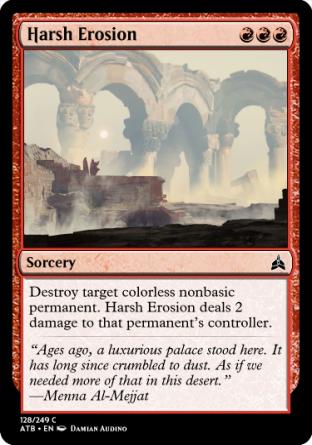 Harsh Erosion
Sorcery
Destroy target colorless nonbasic
permanent. Harsh Erosion deals 2
damage to that permanent's controller.
“Ages ago, a luxurious palace stood here. It
has long since crumbled to dust. As if we
needed more of that in this desert.”
—Menna Al-Mejjat
128/249 C
ATB • EN Damian Audino